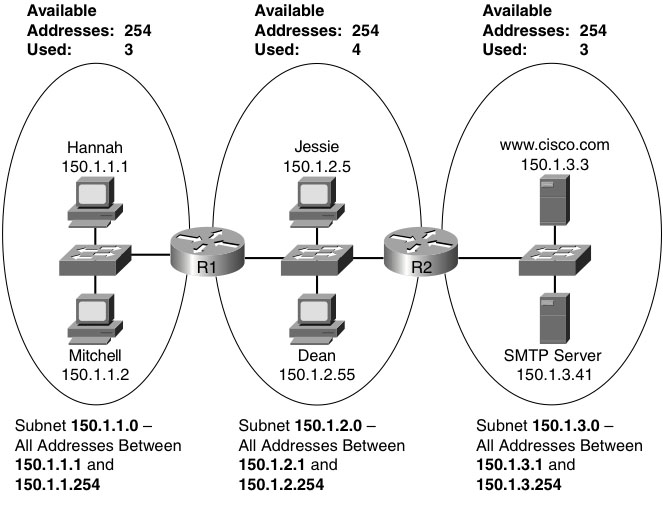 Available
Addresses: 254
Used: 3
Available
Addresses: 254
Used: 4
Available
Addresses: 254
Used: 3
Hannah
150.1.1.1
Jessie
150.1.2.5
www.cisco.com
150.1.3.3
R1
R2
Mitchell
150.1.1.2
Dean
150.1.2.55
SMTP Server
150.1.3.41
Subnet 150.1.1.0 –
All Addresses Between
150.1.1.1 and
150.1.1.254
Subnet 150.1.2.0 –
All Addresses Between
150.1.2.1 and
150.1.2.254
Subnet 150.1.3.0 –
All Addresses Between
150.1.3.1 and
150.1.3.254